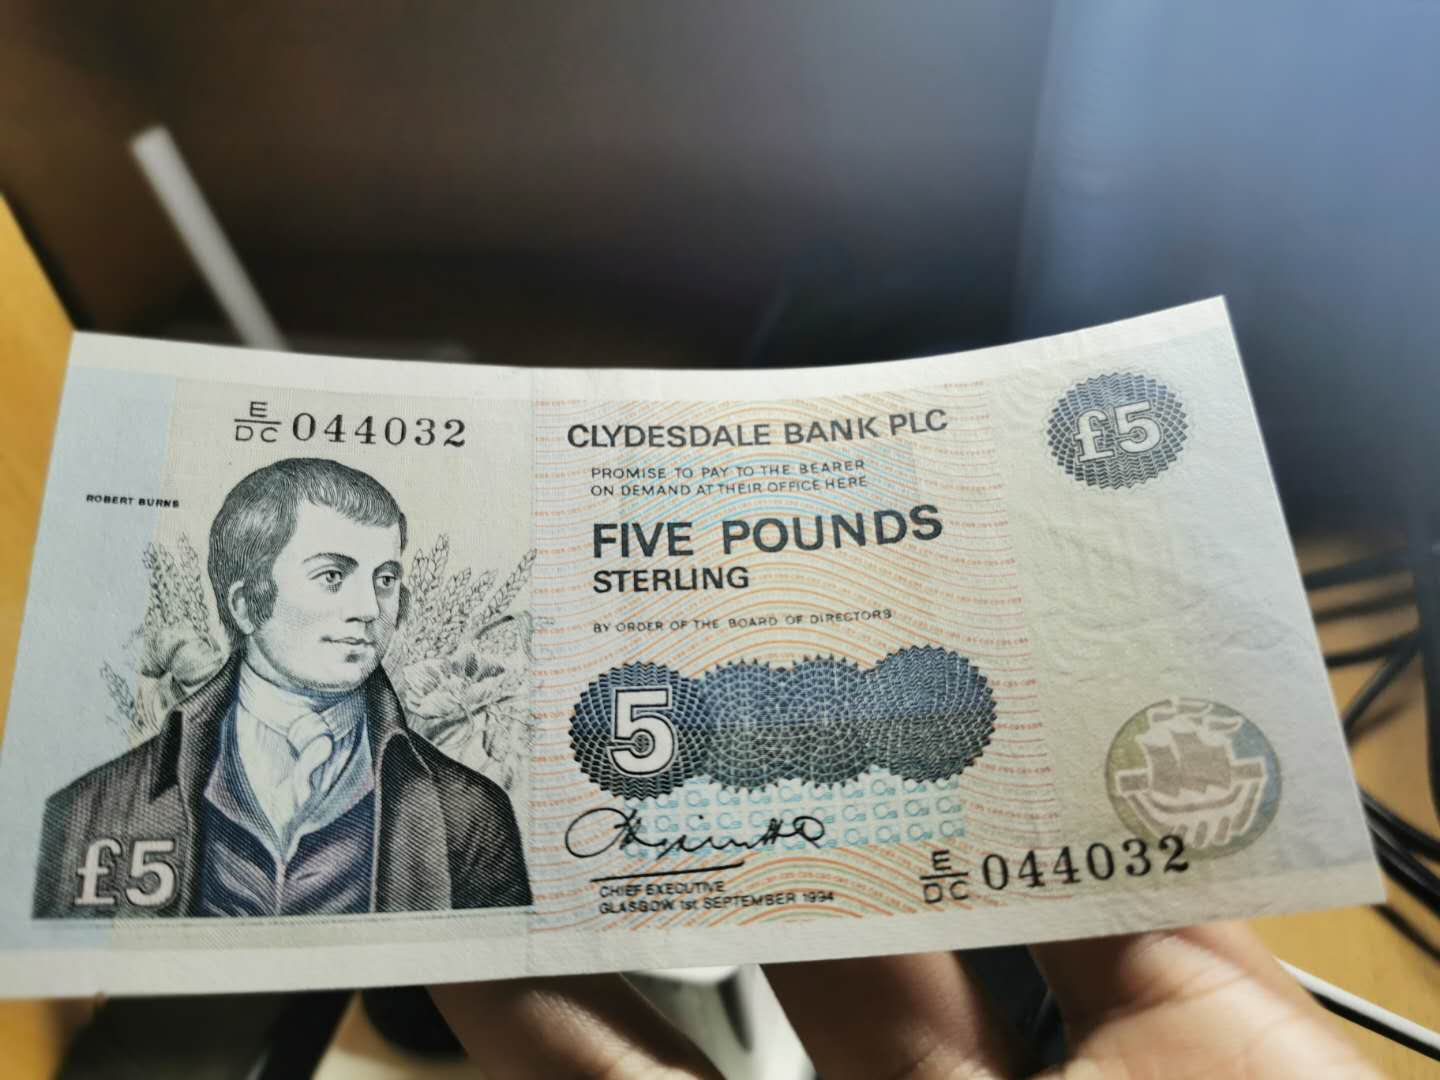 E
DC 044032
ROBERT BURNS
£5
CLYDESDALE BANK PLC
PROMISE TO PAY TO THE BEARER
ON DEMAND AT THEIR OFFICE HERE
FIVE POUNDS
STERLING
BY ORDER OF THE BOARD OF DIRECTORS
5
CHIEF EXECUTIVE
GLASGOW 1st SEPTEMBER 1994
£5
E
DC 044032